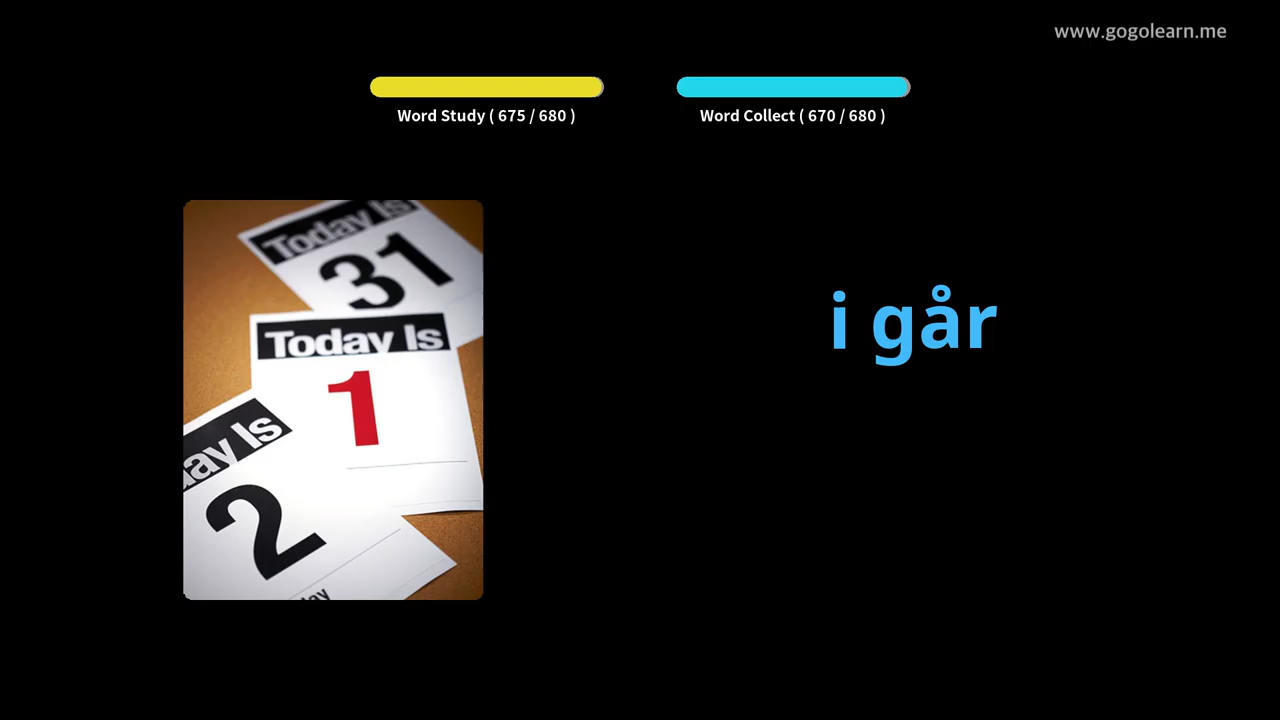 www.gogolearn.me
Word Study ( 675 / 680 )
Word Collect ( 670 / 680 )
Today Is
31
Today Is
1
i går
ay Is
2